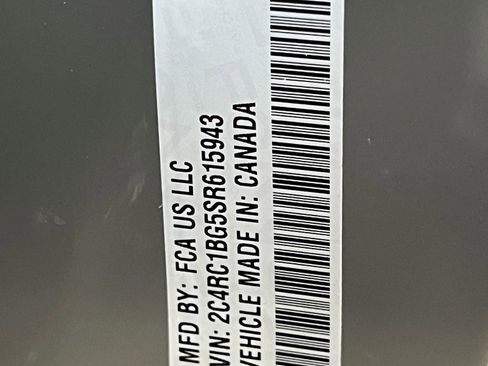 MFD BY: FCA US LLC
VIN: 2C4RC1BG5SR615943
VEHICLE MADE IN: CANADA